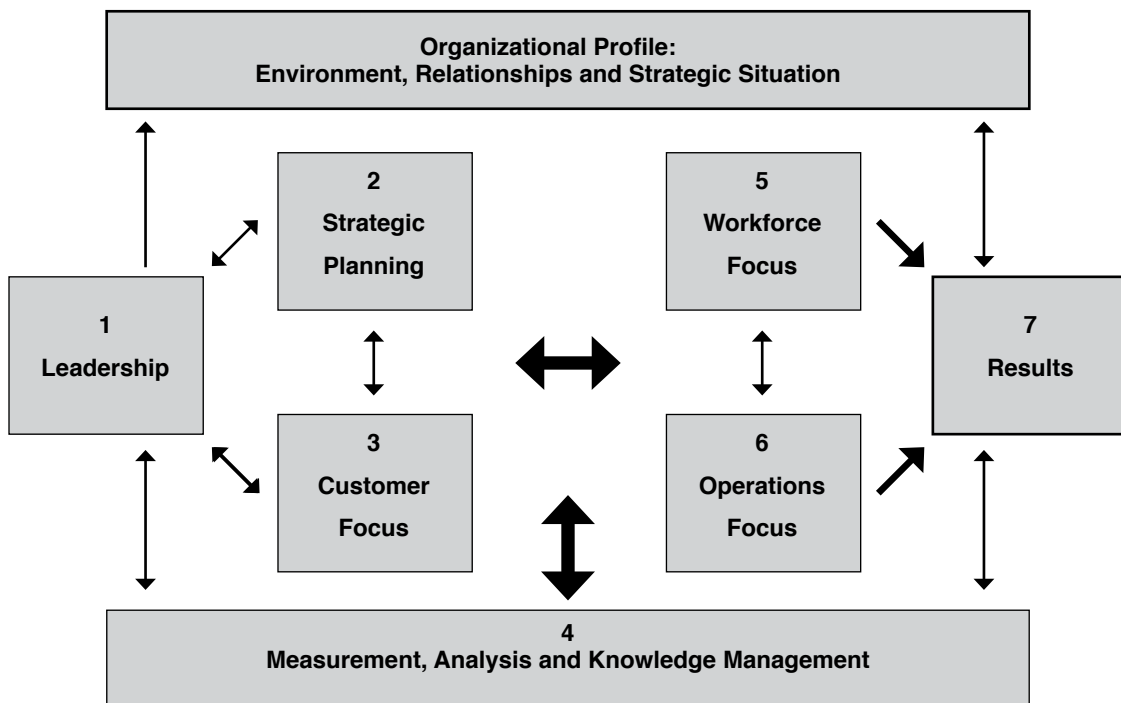 Organizational Profile:
Environment, Relationships and Strategic Situation
2
Strategic
Planning
5
Workforce
Focus
1
Leadership
7
Results
3
Customer
Focus
6
Operations
Focus
4
Measurement, Analysis and Knowledge Management